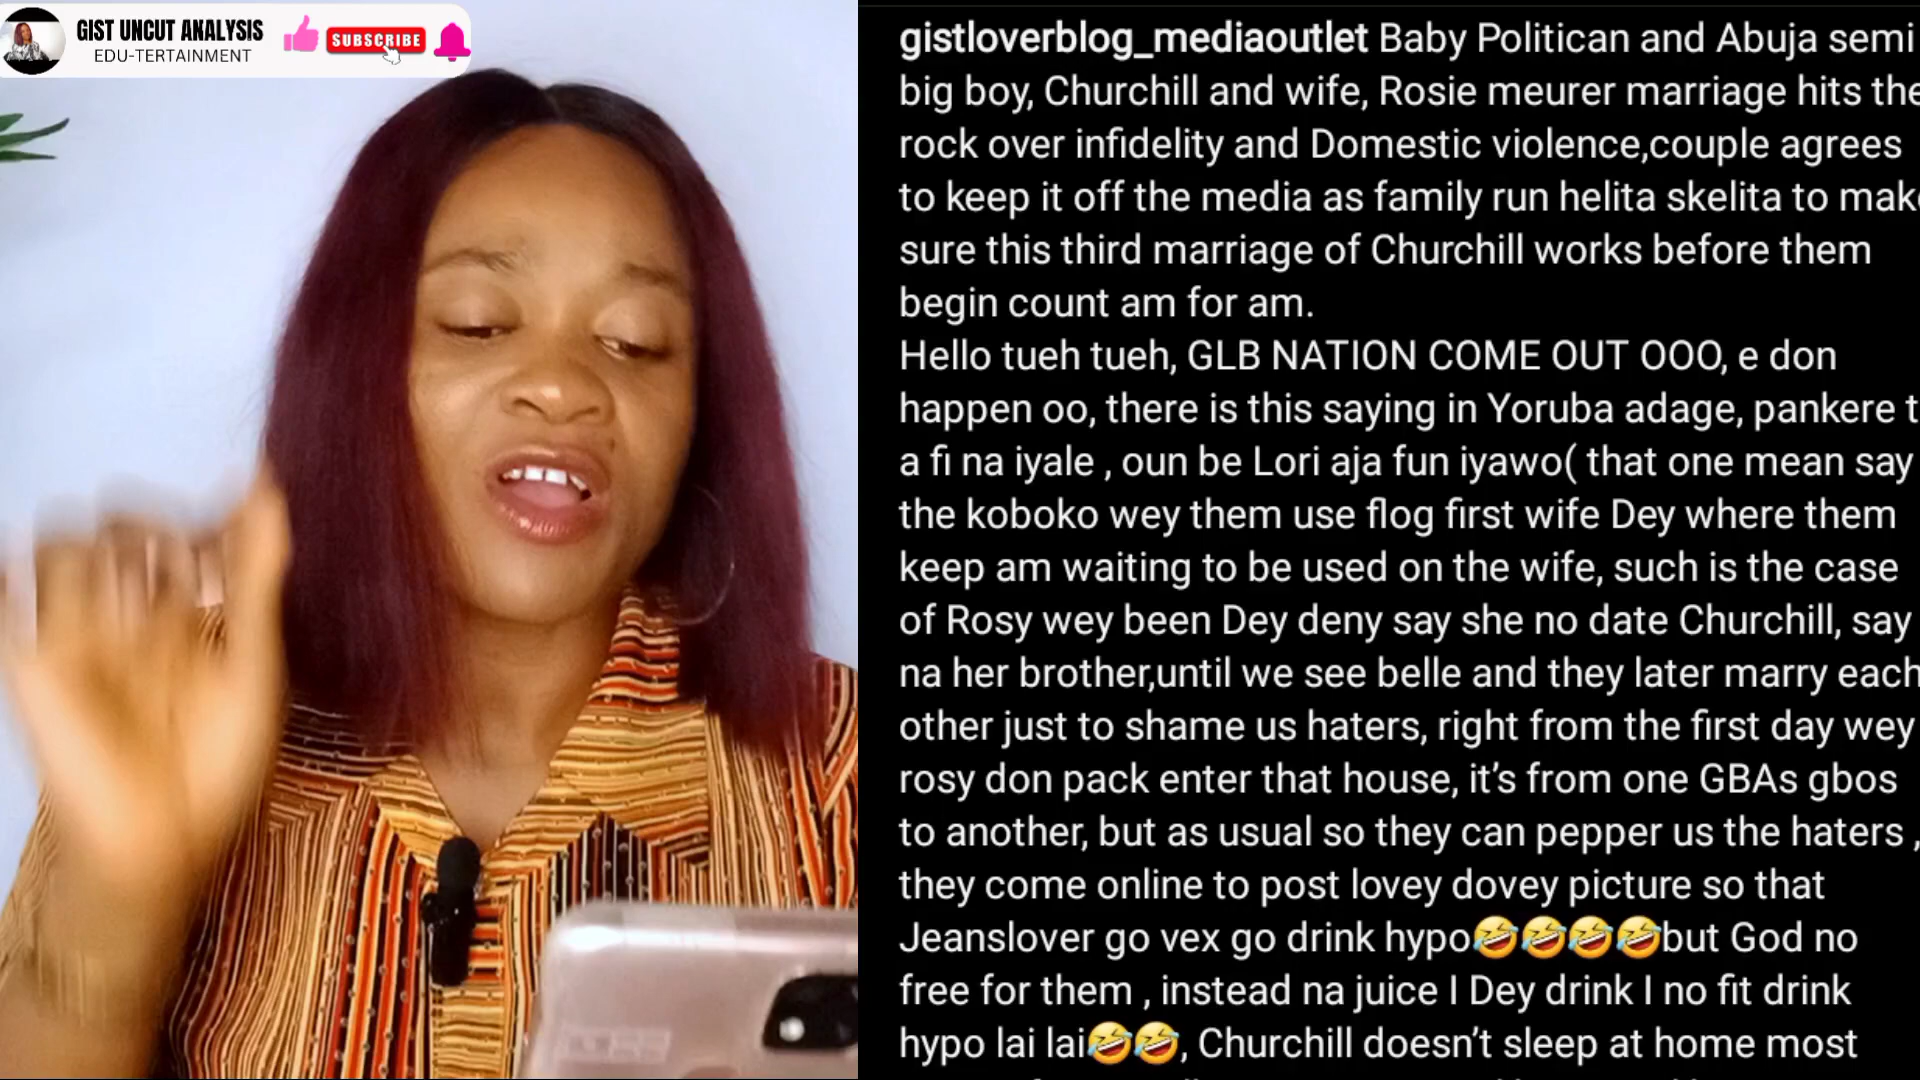 GIST UNCUT ANALYSIS
EDU-TERTAINMENT
SUBSCRIBE
gistloverblog_mediaoutlet Baby Politican and Abuja semi
big boy, Churchill and wife, Rosie meurer marriage hits the
rock over infidelity and Domestic violence,couple agrees
to keep it off the media as family run helita skelita to make
sure this third marriage of Churchill works before them
begin count am for am.
Hello tueh tueh, GLB NATION COME OUT OOO, e don
happen oo, there is this saying in Yoruba adage, pankere t
a fi na iyale , oun be Lori aja fun iyawo( that one mean say
the koboko wey them use flog first wife Dey where them
keep am waiting to be used on the wife, such is the case
of Rosy wey been Dey deny say she no date Churchill, say
na her brother,until we see belle and they later marry each
other just to shame us haters, right from the first day wey
rosy don pack enter that house, it’s from one GBAs gbos
to another, but as usual so they can pepper us the haters ,
they come online to post lovey dovey picture so that
Jeanslover go vex go drink hypo🤣🤣🤣🤣but God no
free for them , instead na juice I Dey drink I no fit drink
hypo lai lai🤣🤣, Churchill doesn’t sleep at home most